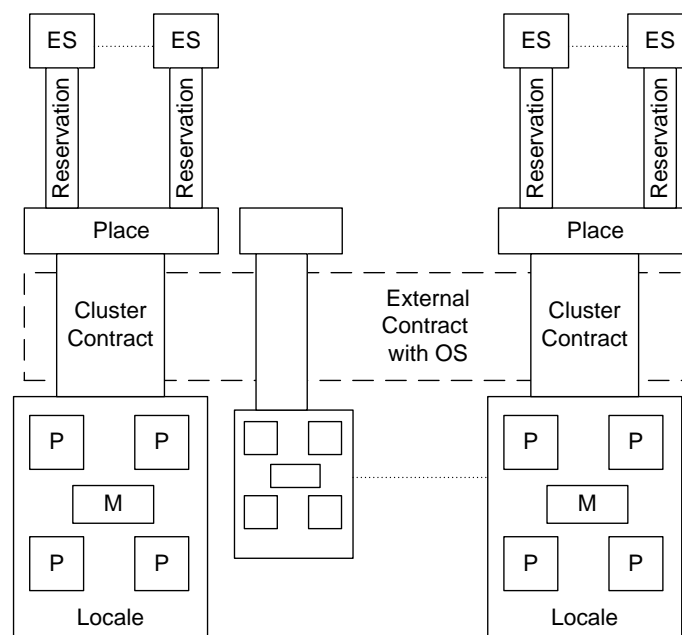 ES
ES
ES
ES
Reservation
Reservation
Reservation
Reservation
Place
Place
Cluster
Contract
External
Contract
with OS
Cluster
Contract
P
P
M
P
P
Locale
P
P
M
P
P
Locale